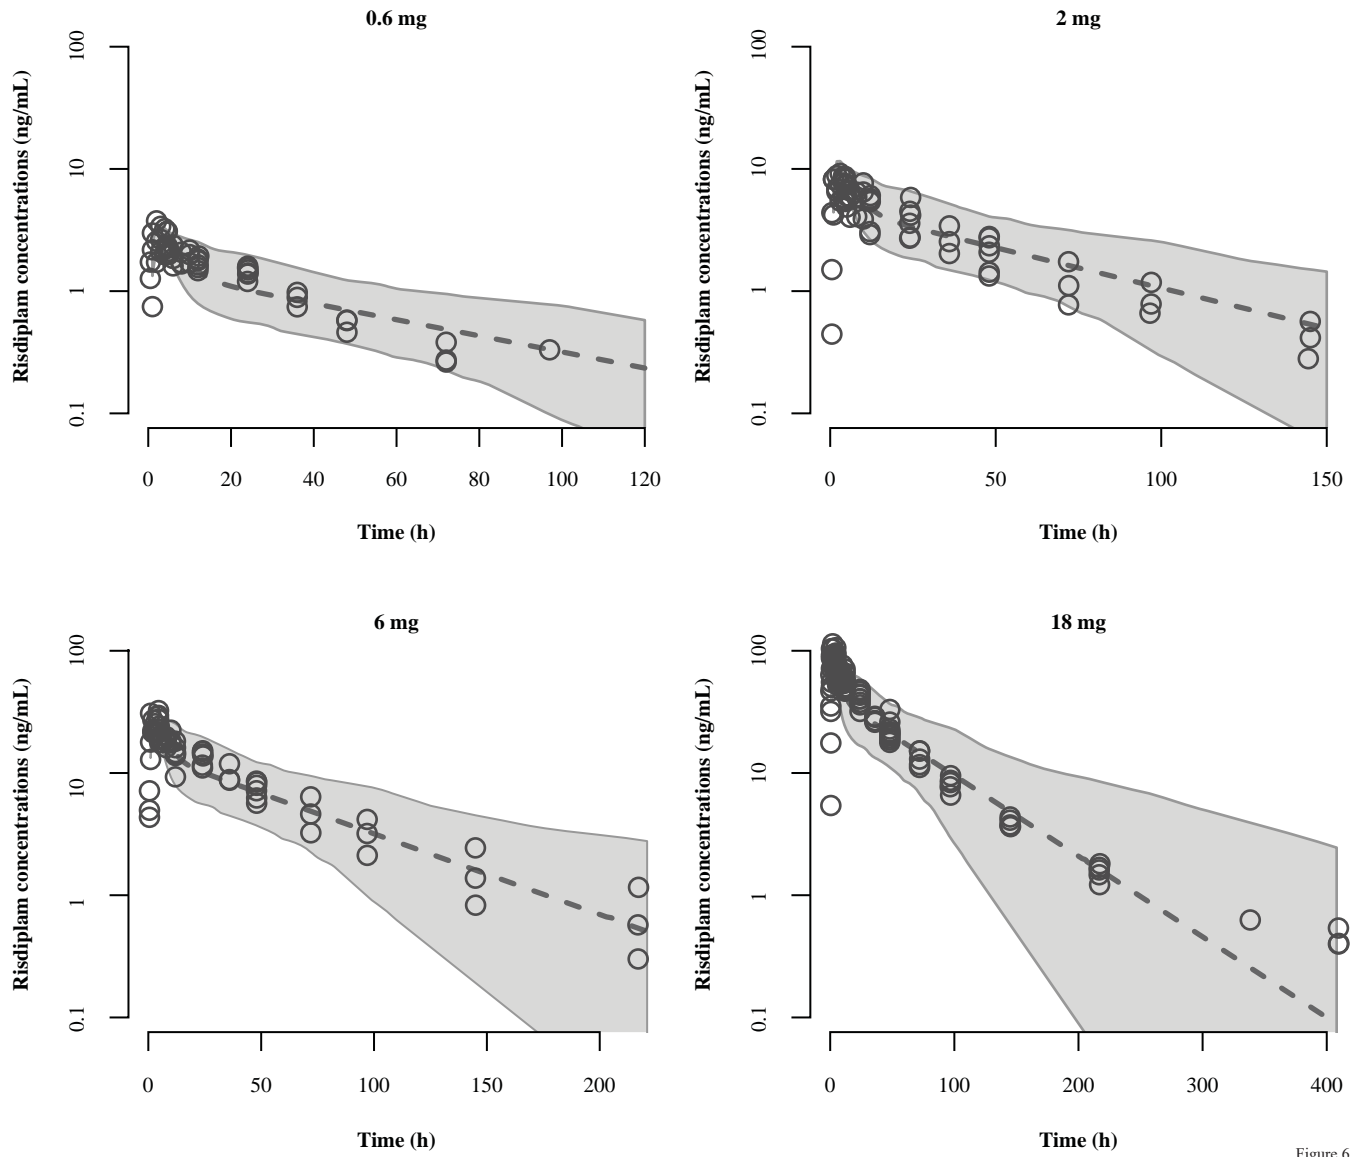 0.6 mg
Risdiplam concentrations (ng/mL)
100
10
1
0.1
0 20 40 60 80 100 120
Time (h)
2 mg
Risdiplam concentrations (ng/mL)
100
10
1
0.1
0 50 100 150
Time (h)
6 mg
Risdiplam concentrations (ng/mL)
100
10
1
0.1
0 50 100 150 200
Time (h)
18 mg
Risdiplam concentrations (ng/mL)
100
10
1
0.1
0 100 200 300 400
Time (h)
Figure 6